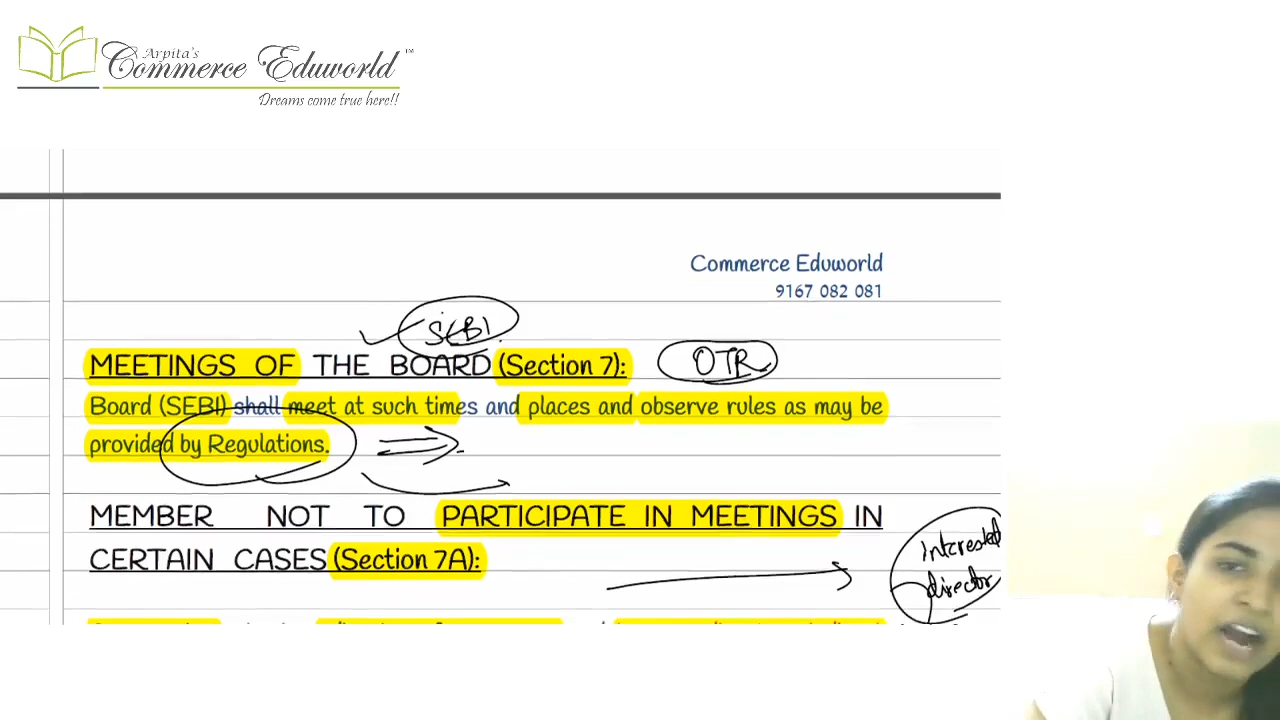 Arpita's
Commerce Eduworld™
Dreams come true here!!
Commerce Eduworld
9167 082 081
SEBI
MEETINGS OF THE BOARD (Section 7): OTR
Board (SEBI) shall meet at such times and places and observe rules as may be
provided by Regulations.
MEMBER NOT TO PARTICIPATE IN MEETINGS IN
CERTAIN CASES (Section 7A):
interested
director